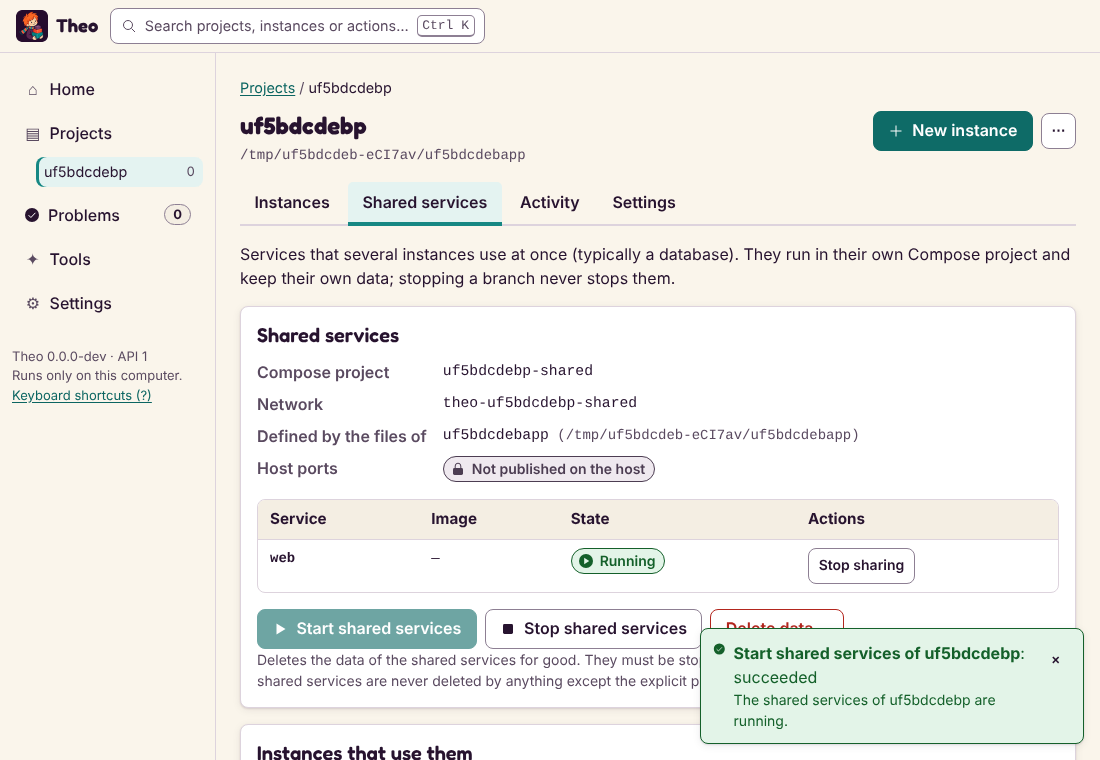 Theo
Search projects, instances or actions...
Ctrl K
Home
Projects
uf5bdcdebp 0
Problems 0
Tools
Settings
Theo 0.0.0-dev · API 1
Runs only on this computer.
Keyboard shortcuts (?)
Projects / uf5bdcdebp
uf5bdcdebp
/tmp/uf5bdcdeb-eCI7av/uf5bdcdebapp
+ New instance
...
Instances Shared services Activity Settings
Services that several instances use at once (typically a database). They run in their own Compose project and
keep their own data; stopping a branch never stops them.
Shared services
Compose project uf5bdcdebp-shared
Network theo-uf5bdcdebp-shared
Defined by the files of uf5bdcdebapp (/tmp/uf5bdcdeb-eCI7av/uf5bdcdebapp)
Host ports Not published on the host
Service Image State Actions
web — Running Stop sharing
Start shared services Stop shared services Delete data...
Deletes the data of the shared services for good. They must be sto
shared services are never deleted by anything except the explicit p
Start shared services of uf5bdcdebp:
succeeded
The shared services of uf5bdcdebp are
running.
×
Instances that use them